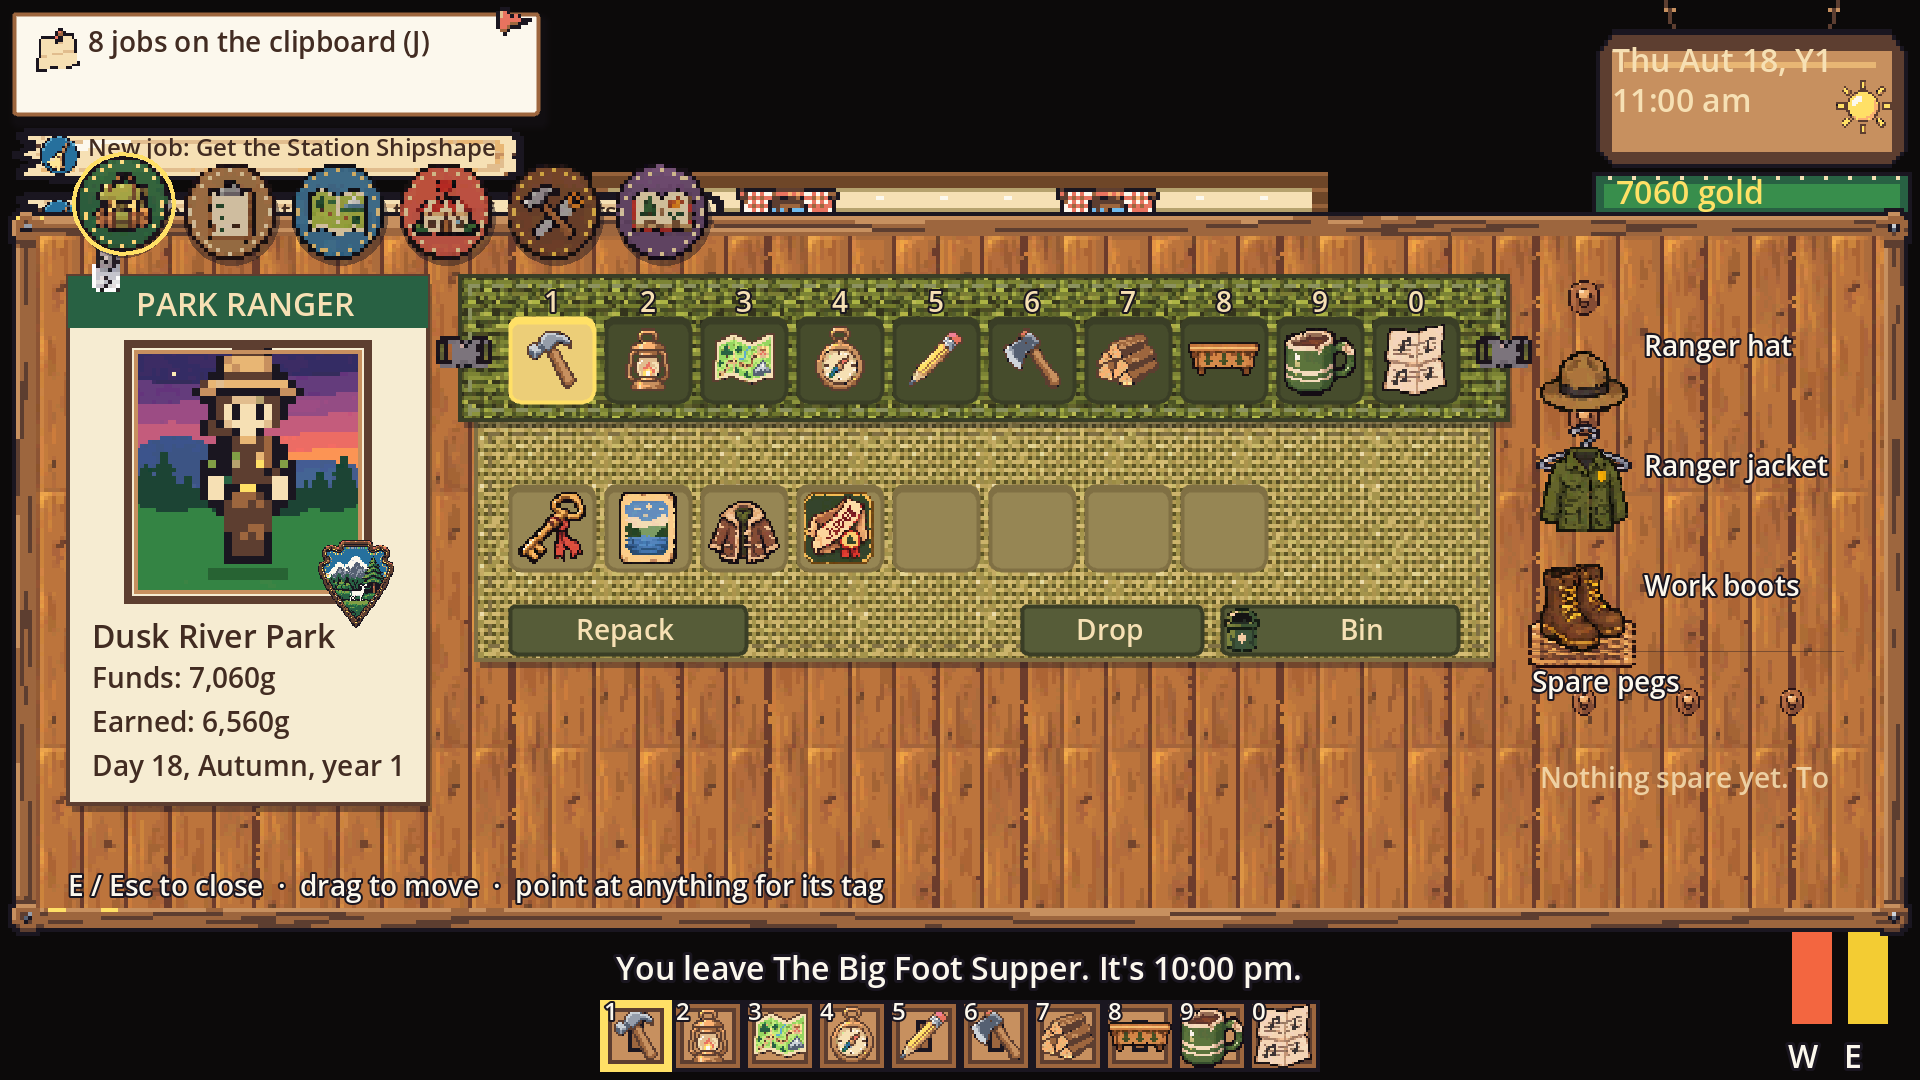 8 jobs on the clipboard (J)
Thu Aut 18, Y1
11:00 am
New job: Get the Station Shipshape
7060 gold
PARK RANGER
1 2 3 4 5 6 7 8 9 0
Ranger hat
Ranger jacket
Work boots
Repack
Drop
Bin
Dusk River Park
Funds: 7,060g
Earned: 6,560g
Day 18, Autumn, year 1
Spare pegs
Nothing spare yet. To
E / Esc to close · drag to move · point at anything for its tag
You leave The Big Foot Supper. It's 10:00 pm.
1 2 3 4 5 6 7 8 9 0
W E